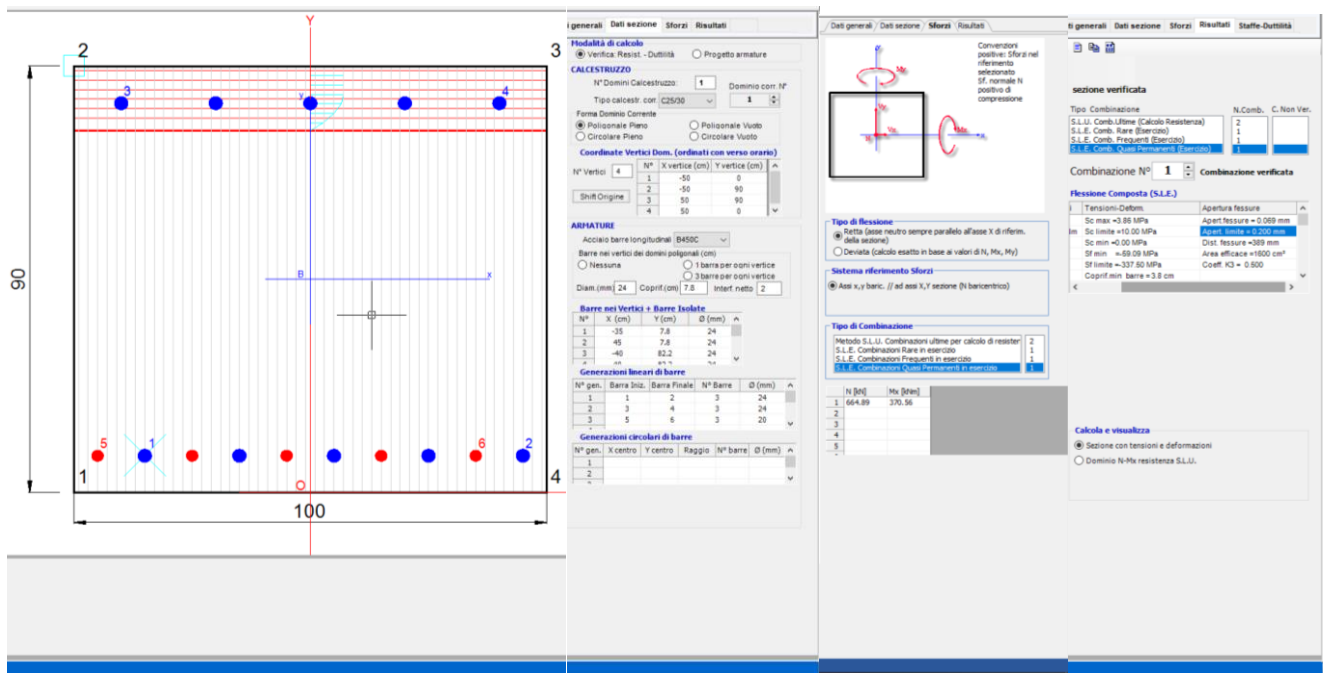 Y
2
3
3
y
4
90
B
x
5
1
6
2
1
O
4
100
i generali Dati sezione Sforzi Risultati
Modalità di calcolo
Verifica: Resist. - Duttilità Progetto armature
CALCESTRUZZO
N° Domini Calcestruzzo: 1 Dominio corr. N°
Tipo calcestr. corr. C25/30 1
Forma Dominio Corrente
Poligonale Pieno Poligonale Vuoto
Circolare Pieno Circolare Vuoto
Coordinate Vertici Dom. (ordinati con verso orario)
N° Vertici 4
N° X vertice (cm) Y vertice (cm)
1 -50 0
2 -50 90
3 50 90
4 50 0
Shift Origine
ARMATURE
Acciaio barre longitudinali B450C
Barre nei vertici dei domini poligonali (cm)
Nessuna 1 barra per ogni vertice
3 barre per ogni vertice
Diam.(mm) 24 Coprif.(cm) 7.8 Interf.netto 2
Barre nei Vertici + Barre Isolate
N° X (cm) Y (cm) Ø (mm)
1 -35 7.8 24
2 45 7.8 24
3 -40 82.2 24
Generazioni lineari di barre
N° gen. Barra Iniz. Barra Finale N° Barre Ø (mm)
1 1 2 3 24
2 3 4 3 24
3 5 6 3 20
Generazioni circolari di barre
N° gen. X centro Y centro Raggio N° barre Ø (mm)
1
2
Dati generali Dati sezione Sforzi Risultati
Convenzioni
positive: Sforzi nel
riferimento
selezionato
Sf. normale N
positivo di
compressione
Tipo di flessione
Retta (asse neutro sempre parallelo all'asse X di riferim.
della sezione)
Deviata (calcolo esatto in base ai valori di N, Mx, My)
Sistema riferimento Sforzi
Assi x,y baric. // ad assi X,Y sezione (N baricentrico)
Tipo di Combinazione
Metodo S.L.U. Combinazioni ultime per calcolo di resister 2
S.L.E. Combinazioni Rare in esercizio 1
S.L.E. Combinazioni Frequenti in esercizio 1
S.L.E. Combinazioni Quasi Permanenti in esercizio 1
N [kN] Mx [kNm]
1 664.89 370.56
2
3
4
5
ti generali Dati sezione Sforzi Risultati Staffe-Duttilità
sezione verificata
Tipo Combinazione N.Comb. C. Non Ver.
S.L.U. Comb.Ultime (Calcolo Resistenza) 2
S.L.E. Comb. Rare (Esercizio) 1
S.L.E. Comb. Frequenti (Esercizio) 1
S.L.E. Comb. Quasi Permanenti (Esercizio) 1
Combinazione N° 1 Combinazione verificata
Flessione Composta (S.L.E.)
Tensioni-Deform. Apertura fessure
Sc max =3.86 MPa Apert.fessure = 0.069 mm
Sc limite =10.00 MPa Apert. limite = 0.200 mm
Sc min =0.00 MPa Dist. fessure =389 mm
Sf min =-59.09 MPa Area efficace =1600 cm²
Sf limite =-337.50 MPa Coeff. K3 = 0.500
Coprif.min barre =3.8 cm
Calcola e visualizza
Sezione con tensioni e deformazioni
Dominio N-Mx resistenza S.L.U.